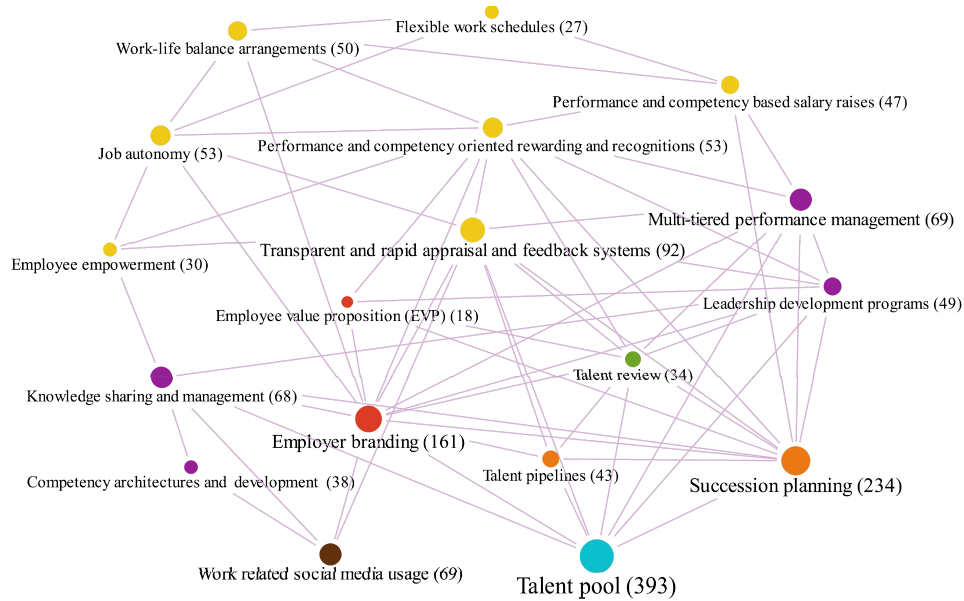 Flexible work schedules (27)
Work-life balance arrangements (50)
Performance and competency based salary raises (47)
Performance and competency oriented rewarding and recognitions (53)
Job autonomy (53)
Multi-tiered performance management (69)
Transparent and rapid appraisal and feedback systems (92)
Employee empowerment (30)
Leadership development programs (49)
Employee value proposition (EVP) (18)
Talent review (34)
Knowledge sharing and management (68)
Employer branding (161)
Talent pipelines (43)
Competency architectures and development (38)
Succession planning (234)
Work related social media usage (69)
Talent pool (393)